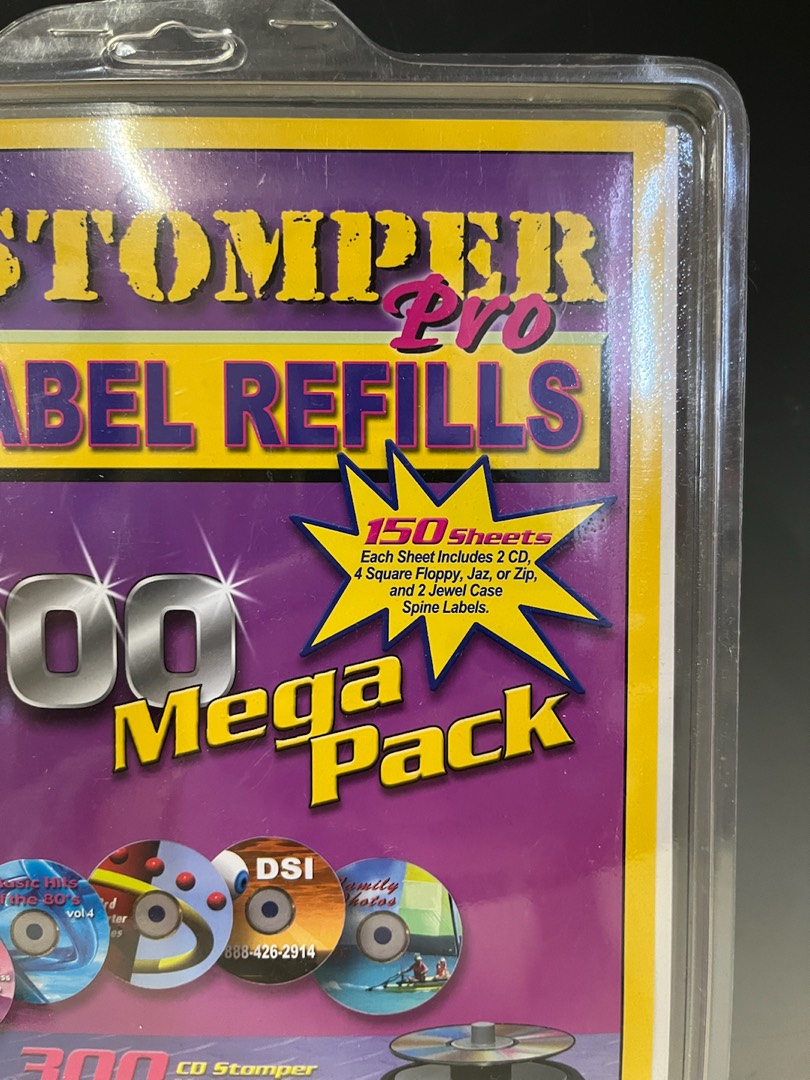 STOMPER
Pro
ABEL REFILLS
150 Sheets
Each Sheet Includes 2 CD,
4 Square Floppy, Jaz, or Zip,
and 2 Jewel Case
Spine Labels.
00
Mega
Pack
usic Hits
the 80's
vol 4
DSI
888-426-2914
Family
Photos
300 CD Stomper